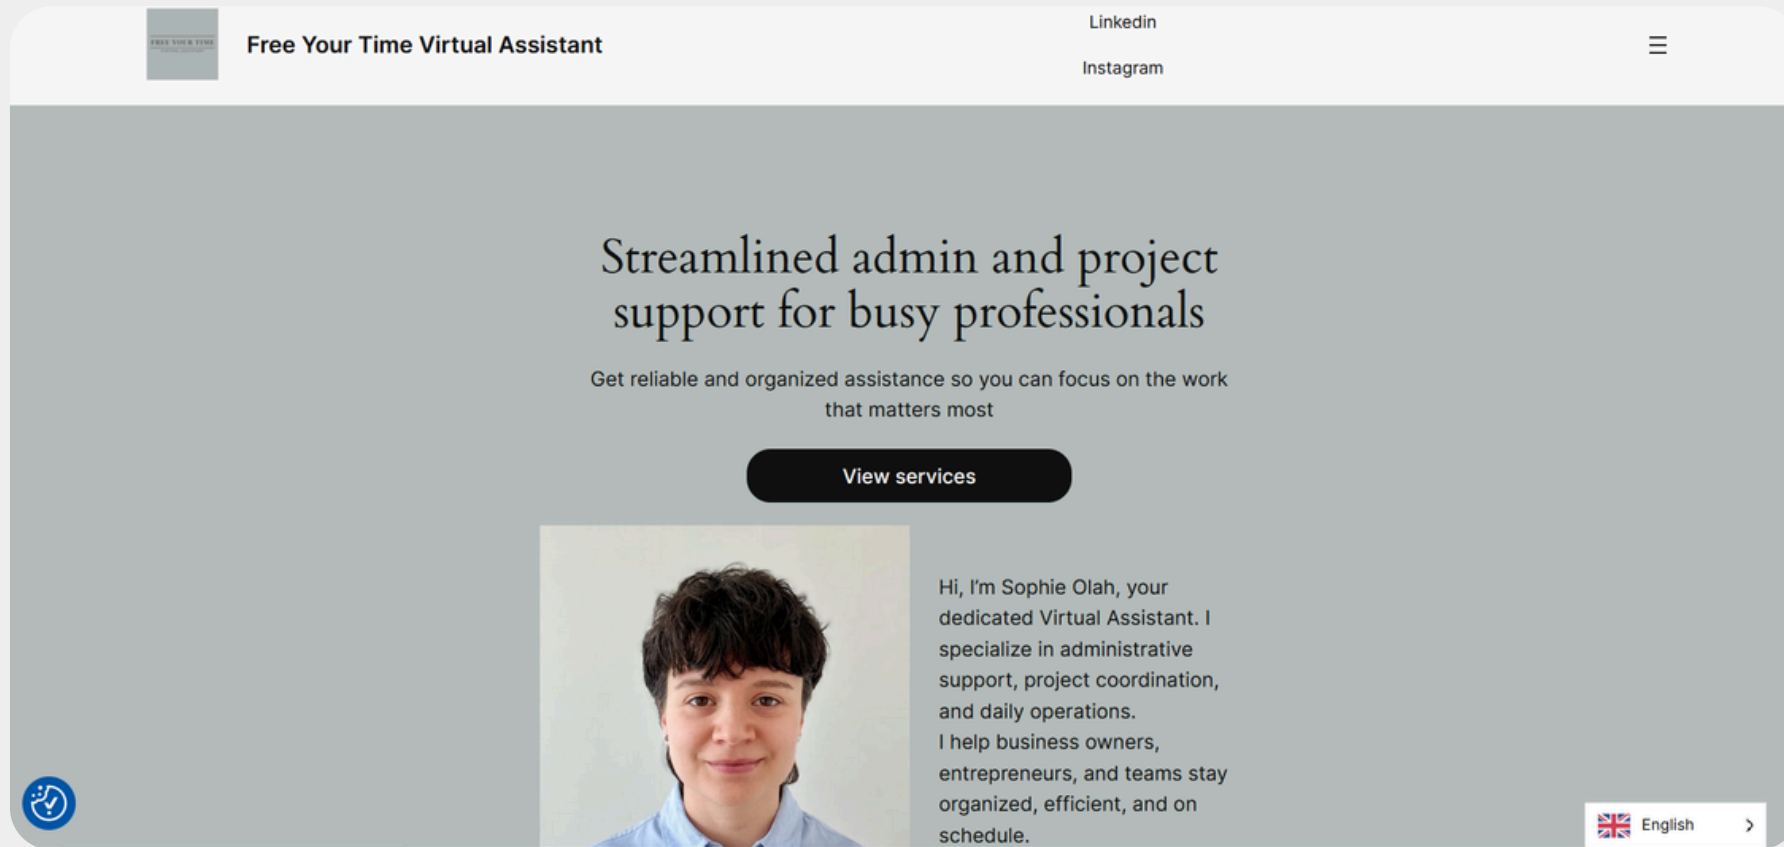 FREE YOUR TIME
Free Your Time Virtual Assistant
Linkedin
Instagram
Streamlined admin and project
support for busy professionals
Get reliable and organized assistance so you can focus on the work
that matters most
View services
Hi, I'm Sophie Olah, your
dedicated Virtual Assistant. I
specialize in administrative
support, project coordination,
and daily operations.
I help business owners,
entrepreneurs, and teams stay
organized, efficient, and on
schedule.
English